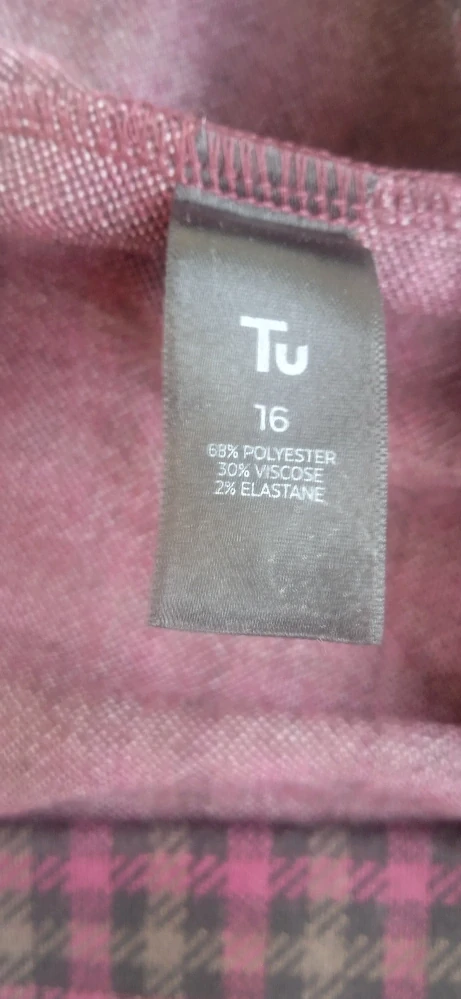 Tu
16
68% POLYESTER
30% VISCOSE
2% ELASTANE